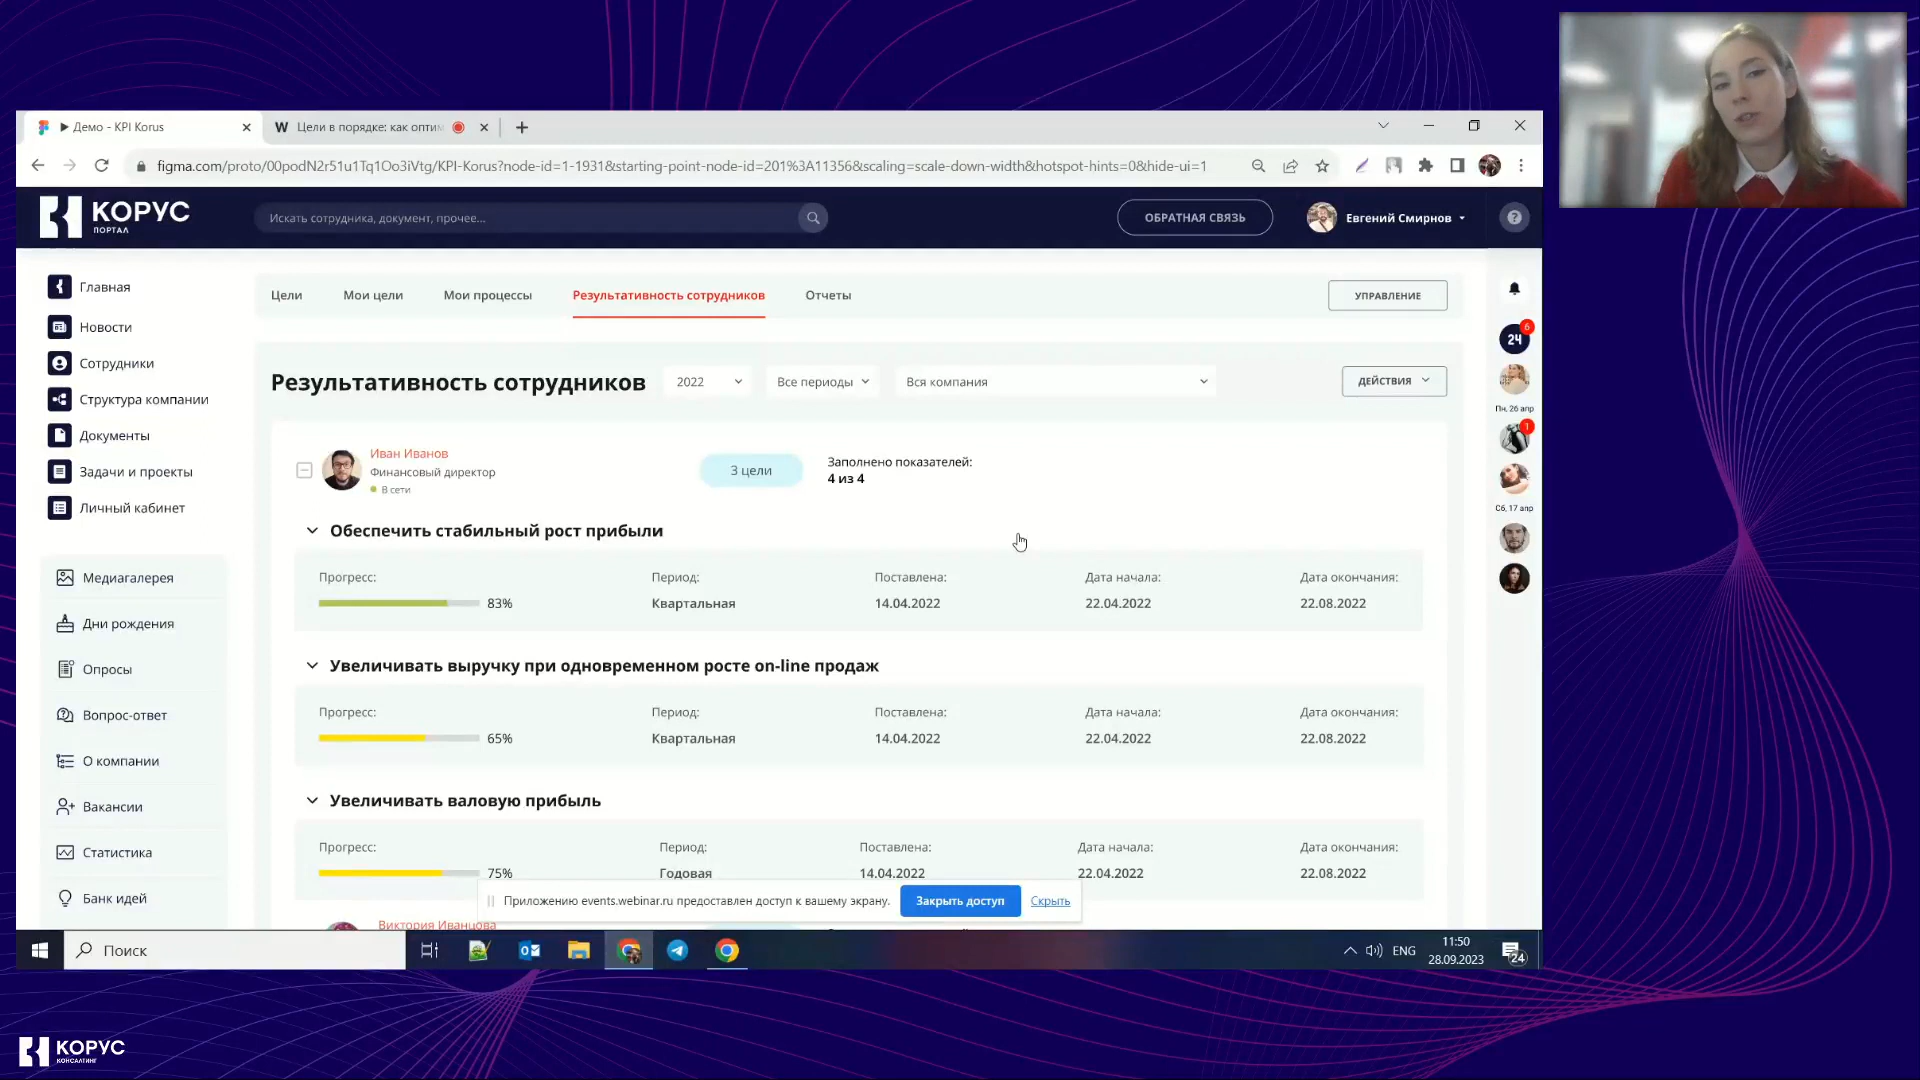 Демо - KPI Korus
W Цели в порядке: как опти
figma.com/proto/00podN2r51u1Tq1Oo3iVtg/KPI-Korus?node-id=1-1931&starting-point-node-id=201%3A11356&scaling=scale-down-width&hotspot-hints=0&hide-ui=1
КОРУС
ПОРТАЛ
Искать сотрудника, документ, прочее...
ОБРАТНАЯ СВЯЗЬ
Евгений Смирнов
?
Главная
Новости
Сотрудники
Структура компании
Документы
Задачи и проекты
Личный кабинет
Медиагалерея
Дни рождения
Опросы
Вопрос-ответ
О компании
Вакансии
Статистика
Банк идей
Цели Мои цели Мои процессы Результативность сотрудников Отчеты
УПРАВЛЕНИЕ
Результативность сотрудников
2022
Все периоды
Вся компания
ДЕЙСТВИЯ
Иван Иванов
Финансовый директор
В сети
3 цели
Заполнено показателей:
4 из 4
Обеспечить стабильный рост прибыли
Прогресс: Период: Поставлена: Дата начала: Дата окончания:
83% Квартальная 14.04.2022 22.04.2022 22.08.2022
Увеличивать выручку при одновременном росте on-line продаж
Прогресс: Период: Поставлена: Дата начала: Дата окончания:
65% Квартальная 14.04.2022 22.04.2022 22.08.2022
Увеличивать валовую прибыль
Прогресс: Период: Поставлена: Дата начала: Дата окончания:
75% Годовая 14.04.2022 22.04.2022 22.08.2022
Виктория Иванцова
Приложению events.webinar.ru предоставлен доступ к вашему экрану.
Закрыть доступ
Скрыть
24
6
Пн, 26 апр
1
Сб, 17 апр
Поиск
ENG
11:50
28.09.2023
24
КОРУС
КОНСАЛТИНГ